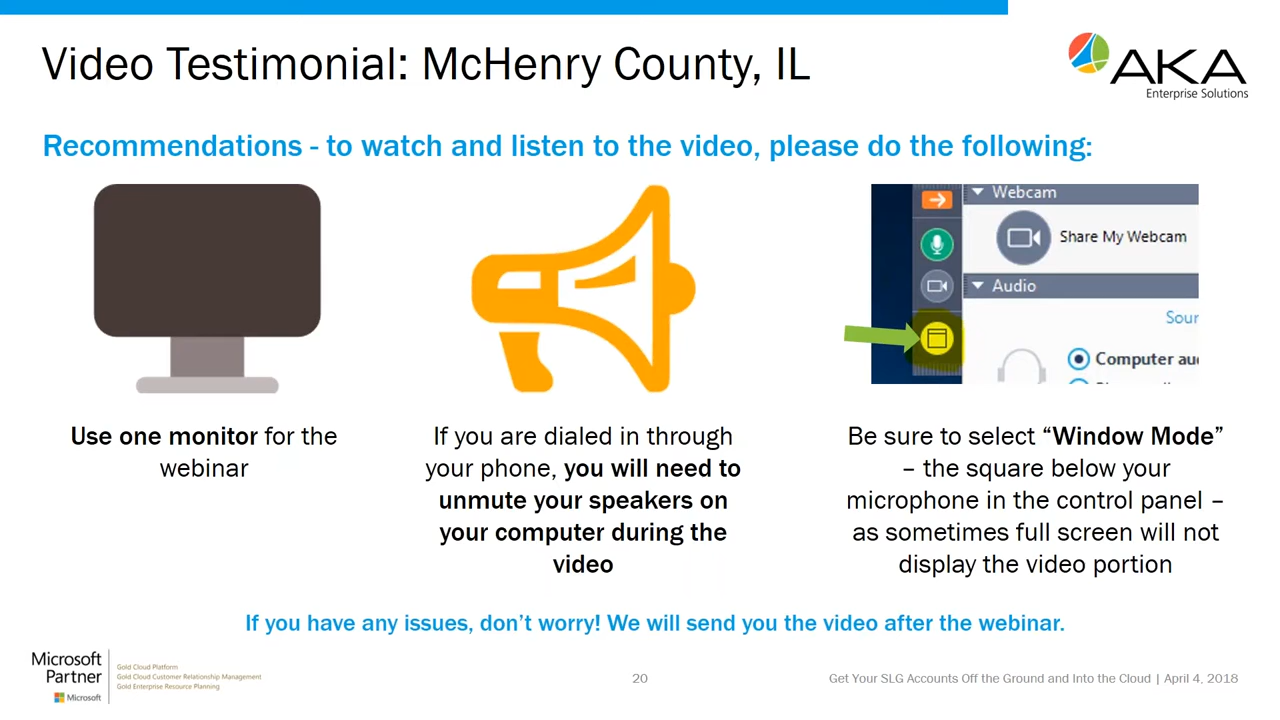 Video Testimonial: McHenry County, IL
AKA
Enterprise Solutions
Recommendations - to watch and listen to the video, please do the following:
Webcam
Share My Webcam
Audio
Sour
Computer au
Use one monitor for the
webinar
If you are dialed in through
your phone, you will need to
unmute your speakers on
your computer during the
video
Be sure to select “Window Mode”
– the square below your
microphone in the control panel –
as sometimes full screen will not
display the video portion
If you have any issues, don’t worry! We will send you the video after the webinar.
Microsoft
Partner
Microsoft
Gold Cloud Platform
Gold Cloud Customer Relationship Management
Gold Enterprise Resource Planning
20
Get Your SLG Accounts Off the Ground and Into the Cloud | April 4, 2018